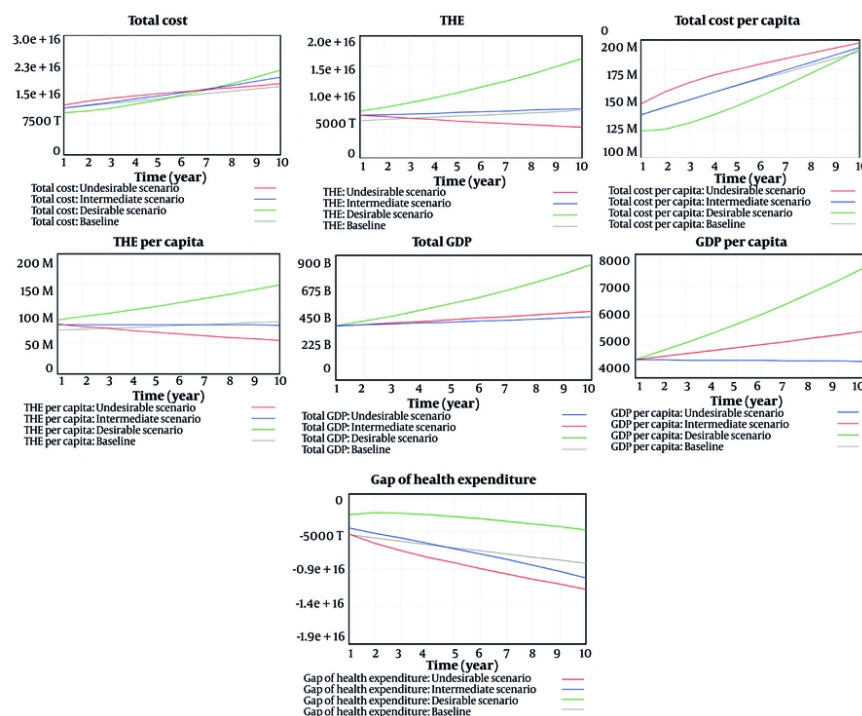 Total cost
3.0e + 16
2.3e + 16
1.5e + 16
7500 T
0
1 2 3 4 5 6 7 8 9 10
Time (year)
Total cost: Undesirable scenario
Total cost: Intermediate scenario
Total cost: Desirable scenario
Total cost: Baseline
THE
2.0e + 16
1.5e + 16
1.0e + 16
5000 T
0
1 2 3 4 5 6 7 8 9 10
Time (year)
THE: Undesirable scenario
THE: Intermediate scenario
THE: Desirable scenario
THE: Baseline
Total cost per capita
0
200 M
175 M
150 M
125 M
100 M
1 2 3 4 5 6 7 8 9 10
Time (year)
Total cost per capita: Undesirable scenario
Total cost per capita: Intermediate scenario
Total cost per capita: Desirable scenario
Total cost per capita: Baseline
THE per capita
200 M
150 M
100 M
50 M
0
1 2 3 4 5 6 7 8 9 10
Time (year)
THE per capita: Undesirable scenario
THE per capita: Intermediate scenario
THE per capita: Desirable scenario
THE per capita: Baseline
Total GDP
900 B
675 B
450 B
225 B
0
1 2 3 4 5 6 7 8 9 10
Time (year)
Total GDP: Undesirable scenario
Total GDP: Intermediate scenario
Total GDP: Desirable scenario
Total GDP: Baseline
GDP per capita
8000
7000
6000
5000
4000
1 2 3 4 5 6 7 8 9 10
Time (year)
GDP per capita: Undesirable scenario
GDP per capita: Intermediate scenario
GDP per capita: Desirable scenario
GDP per capita: Baseline
Gap of health expenditure
0
-5000 T
-0.9e + 16
-1.4e + 16
-1.9e + 16
1 2 3 4 5 6 7 8 9 10
Time (year)
Gap of health expenditure: Undesirable scenario
Gap of health expenditure: Intermediate scenario
Gap of health expenditure: Desirable scenario
Gap of health expenditure: Baseline